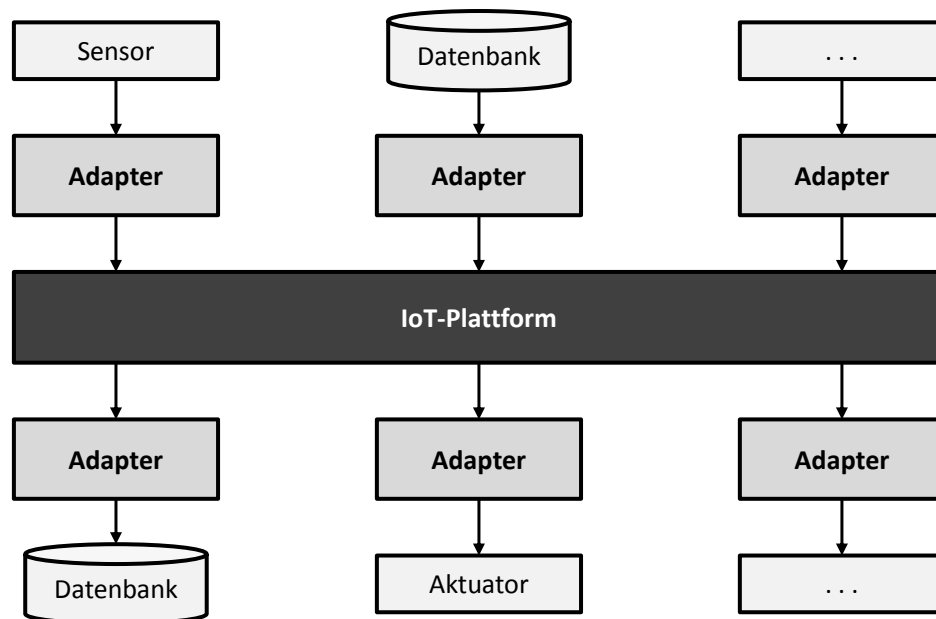 Sensor
Datenbank
. . .
Adapter
Adapter
Adapter
IoT-Plattform
Adapter
Adapter
Adapter
Datenbank
Aktuator
. . .